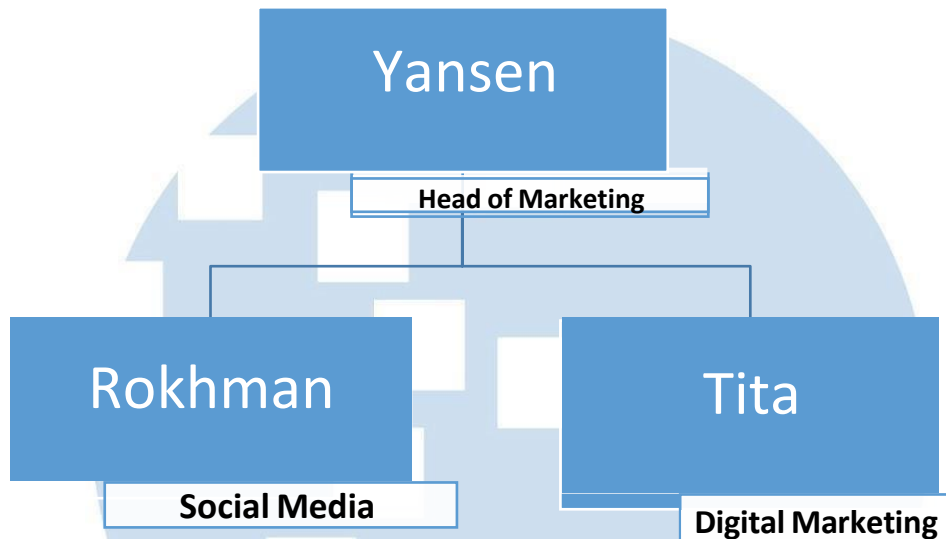 Yansen
Head of Marketing
Rokhman
Social Media
Tita
Digital Marketing